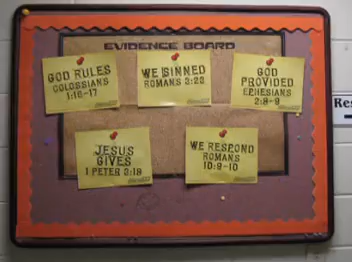 EVIDENCE BOARD
GOD RULES
COLOSSIANS
1:16-17
WE SINNED
ROMANS 3:23
GOD
PROVIDED
EPHESIANS
2:8-9
JESUS
GIVES
1 PETER 3:18
WE RESPOND
ROMANS
10:9-10
Res